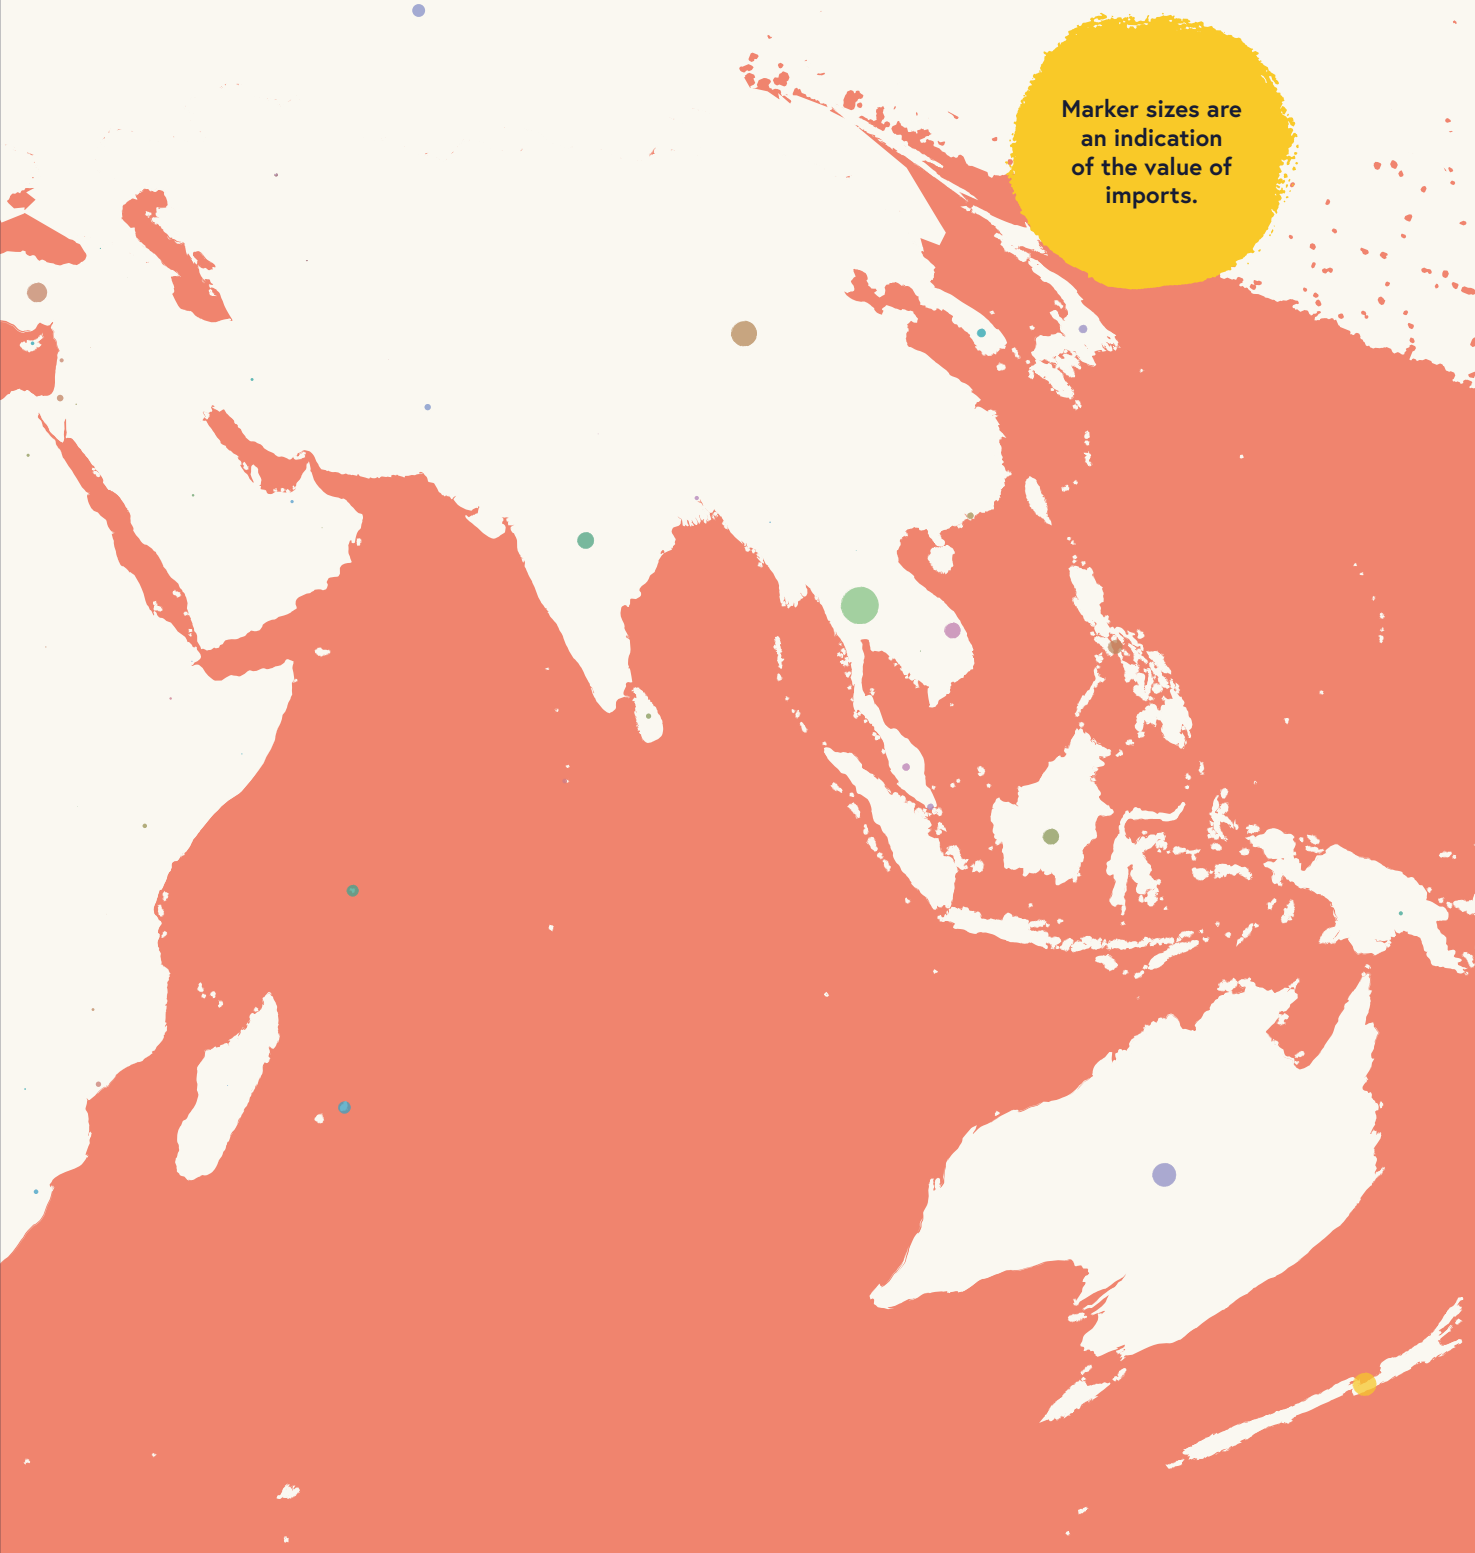 Marker sizes are
an indication
of the value of
imports.